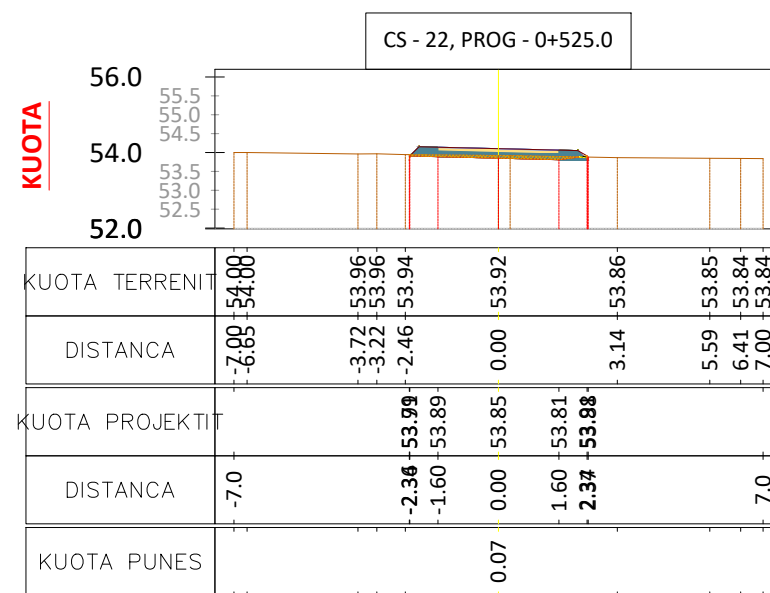 CS - 22, PROG - 0+525.0
KUOTA
56.0
55.5
55.0
54.5
54.0
53.5
53.0
52.5
52.0
KUOTA TERRENIT 54.00 54.00 53.96 53.96 53.94 53.92 53.86 53.85 53.84 53.84
DISTANCA -7.00 -6.65 -3.72 -3.22 -2.46 0.00 3.14 5.59 6.41 7.00
KUOTA PROJEKTIT 53.89 53.85 53.81
DISTANCA -7.0 -1.60 0.00 1.60 7.0
KUOTA PUNES 0.07